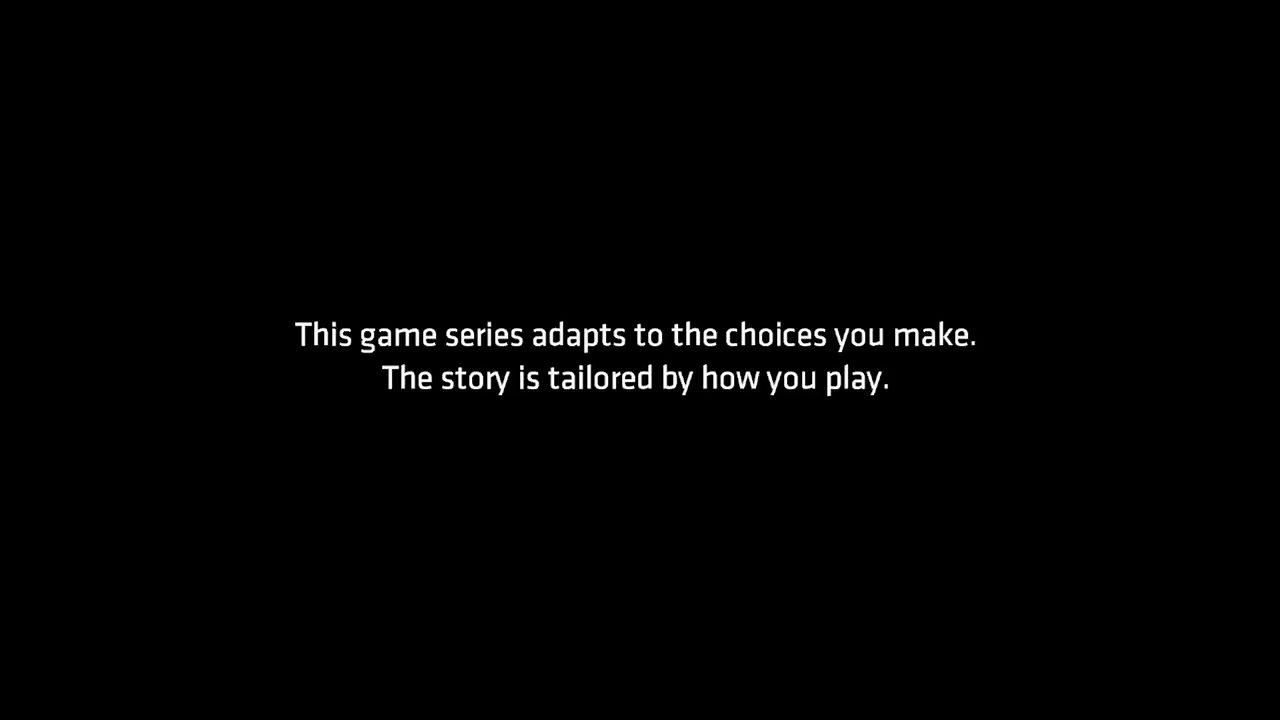 This game series adapts to the choices you make.
The story is tailored by how you play.